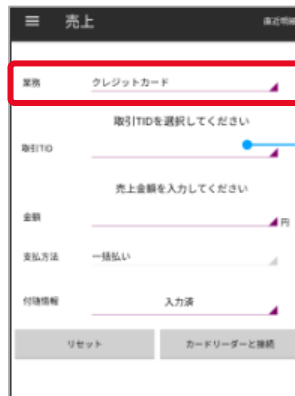 売上
直近明細
業務 クレジットカード
取引TIDを選択してください
取引TID
売上金額を入力してください
金額 円
支払方法 一括払い
付随情報 入力済
リセット カードリーダーと接続